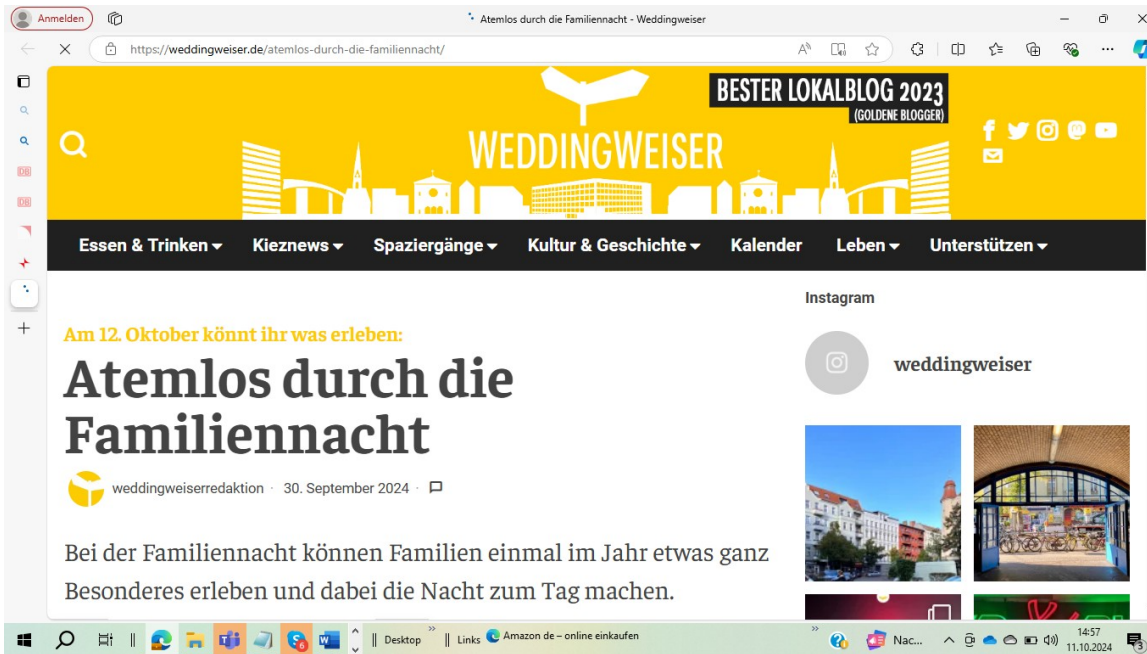 Anmelden
Atemlos durch die Familiennacht - Weddingweiser
https://weddingweiser.de/atemlos-durch-die-familiennacht/
BESTER LOKALBLOG 2023
(GOLDENE BLOGGER)
WEDDINGWEISER
Essen & Trinken Kieznews Spaziergänge Kultur & Geschichte Kalender Leben Unterstützen
Am 12. Oktober könnt ihr was erleben:
Atemlos durch die
Familiennacht
weddingweiserredaktion · 30. September 2024 ·
Bei der Familiennacht können Familien einmal im Jahr etwas ganz
Besonderes erleben und dabei die Nacht zum Tag machen.
Instagram
weddingweiser
Desktop Links Amazon de – online einkaufen Nac... 14:57
11.10.2024